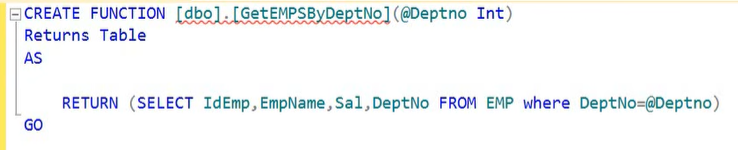 CREATE FUNCTION [dbo].[GetEMPSByDeptNo](@Deptno Int)
Returns Table
AS
RETURN (SELECT IdEmp,EmpName,Sal,DeptNo FROM EMP where DeptNo=@Deptno)
GO